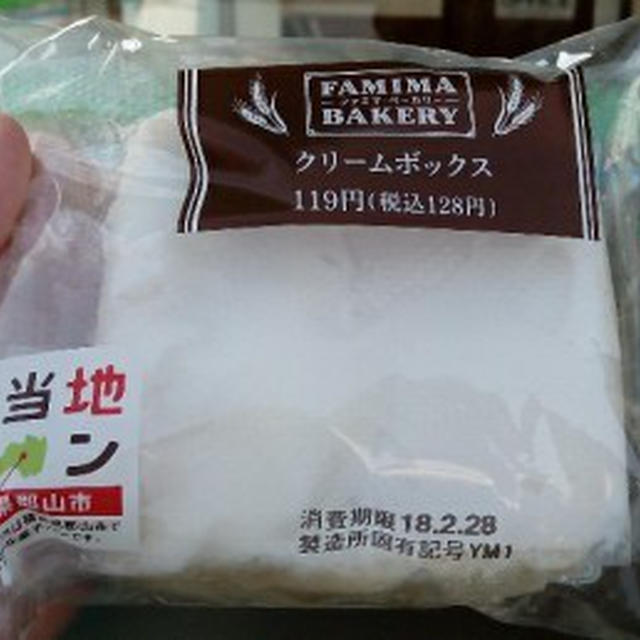 FAMIMA
ファミマ・ベーカリー
BAKERY
クリームボックス
119円(税込128円)
当地
ン
県郡山市
消費期限 18.2.28
製造所固有記号YM1